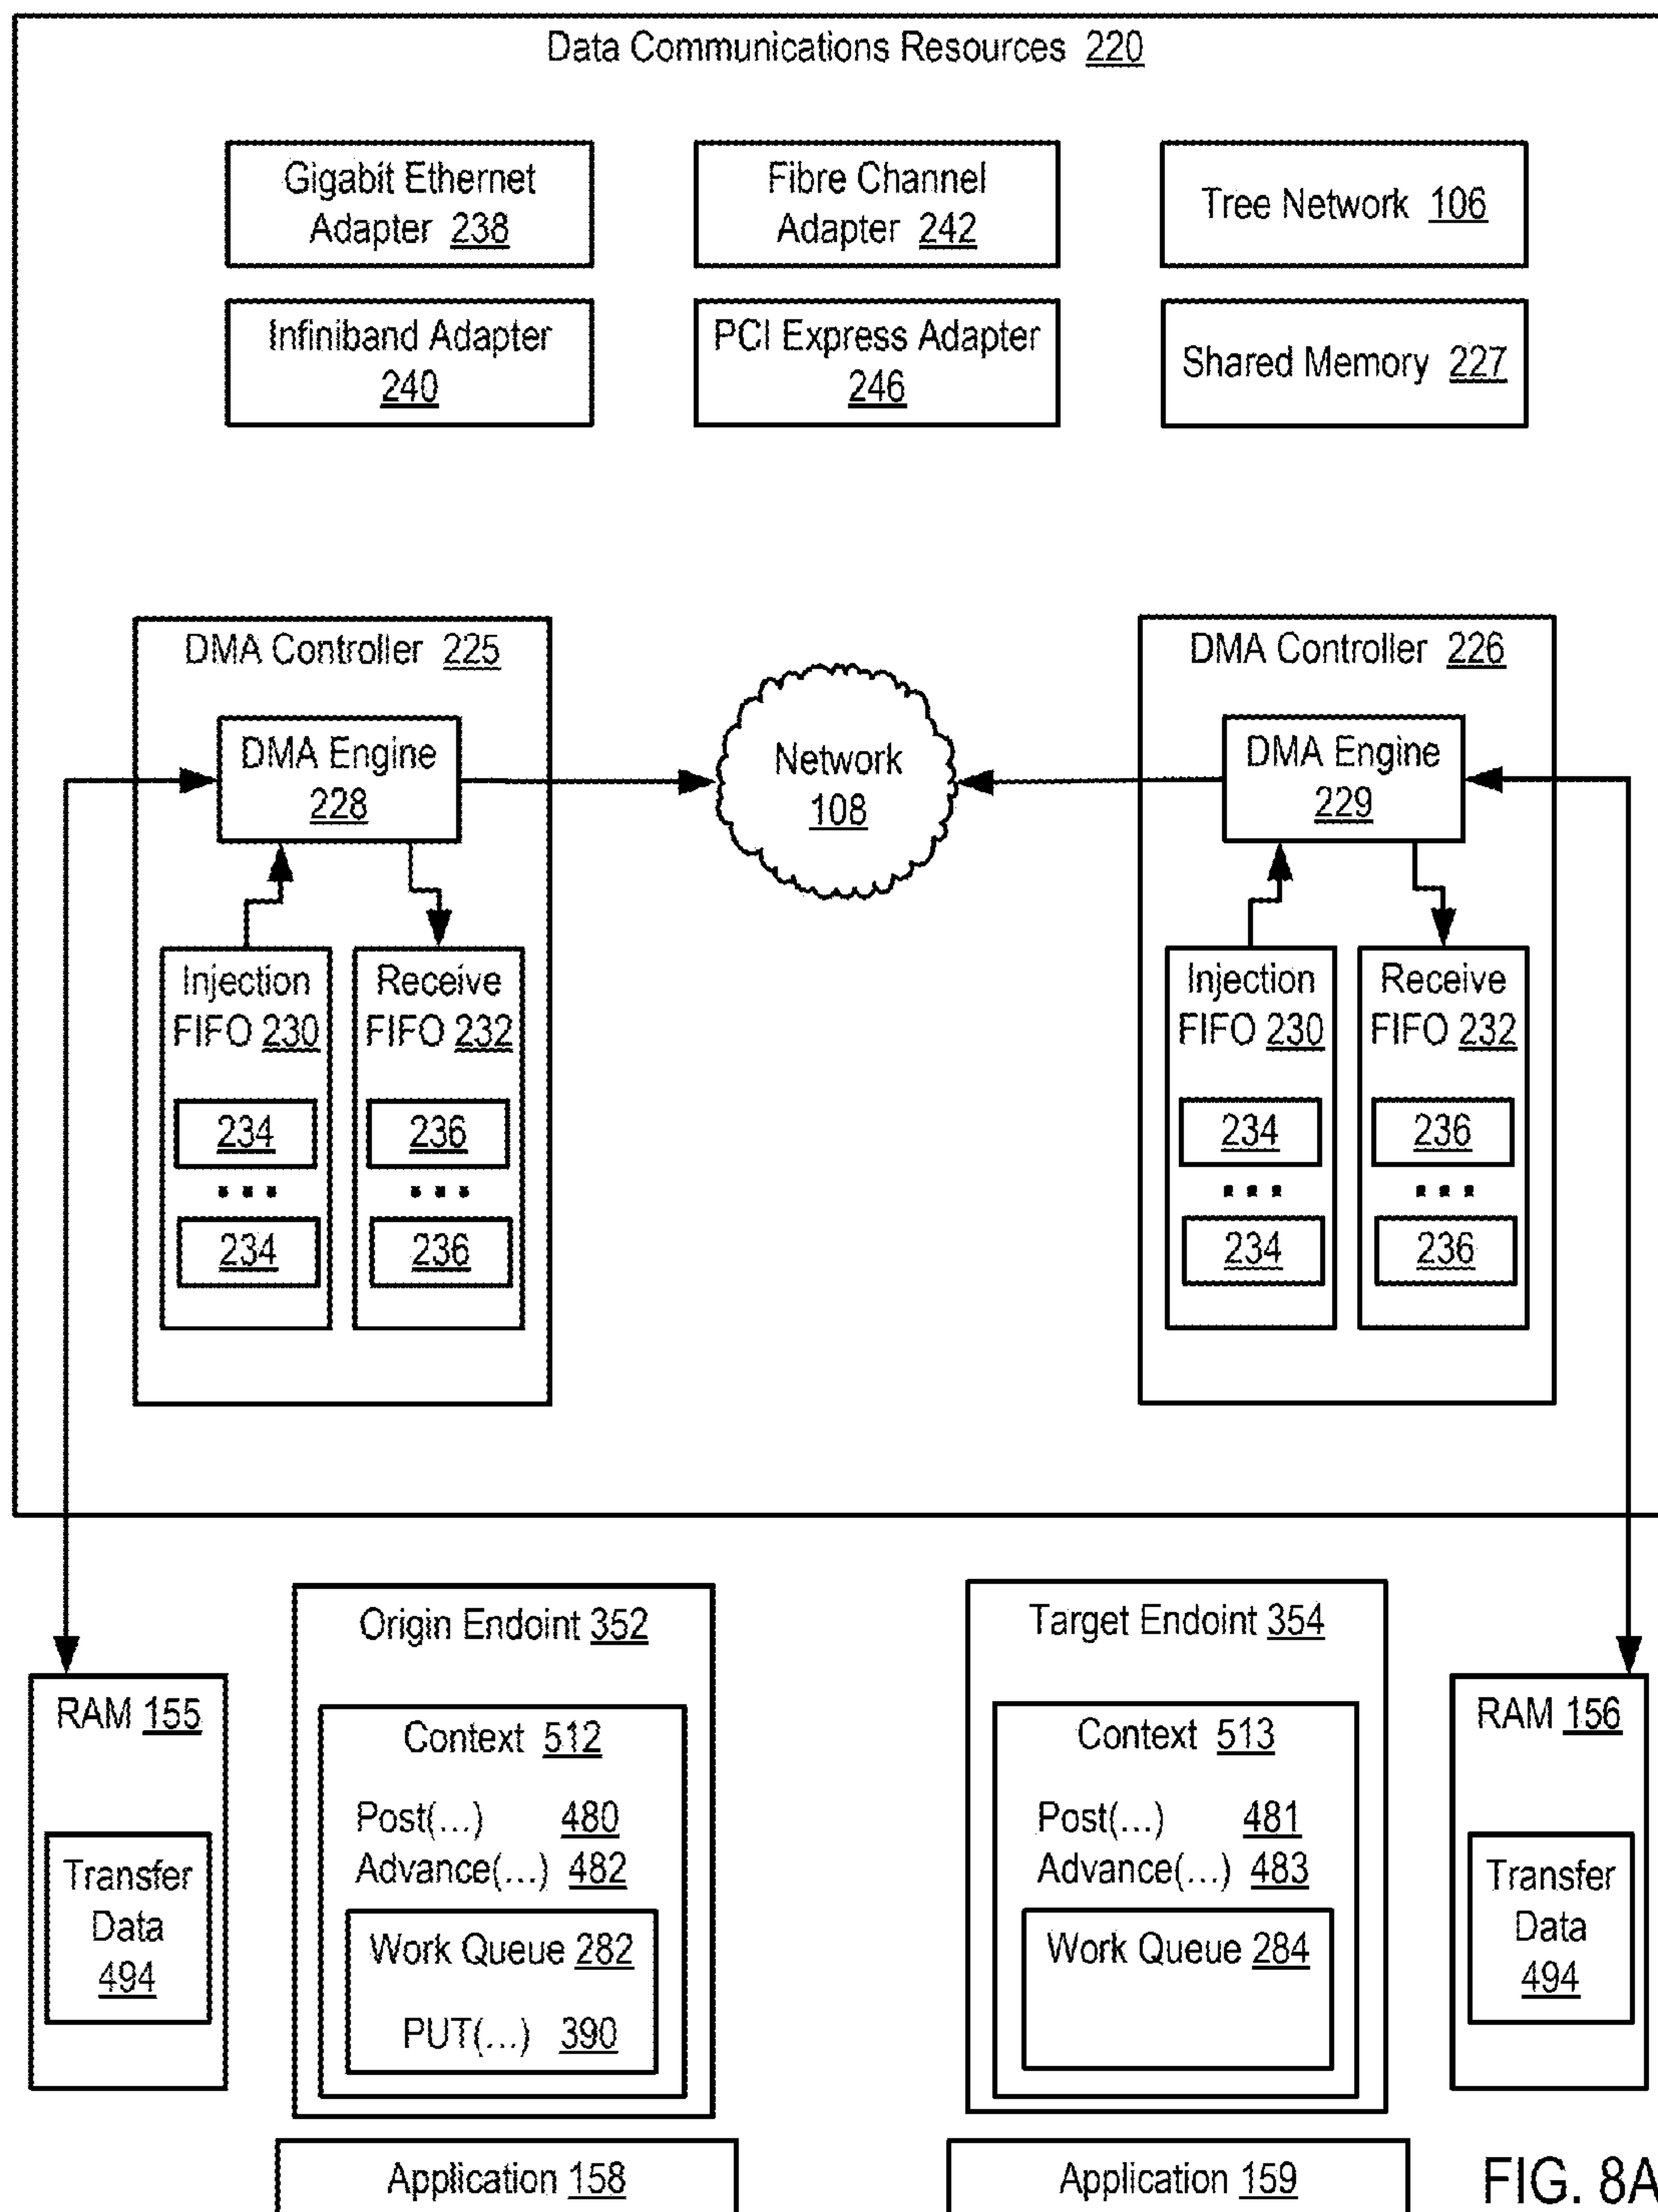 Data Communications Resources 220
Gigabit Ethernet
Adapter 238
Fibre Channel
Adapter 242
Tree Network 106
Infiniband Adapter
240
PCI Express Adapter
246
Shared Memory 227
DMA Controller 225
DMA Engine
228
Injection
FIFO 230
234
...
234
Receive
FIFO 232
236
...
236
Network
108
DMA Controller 226
DMA Engine
229
Injection
FIFO 230
234
...
234
Receive
FIFO 232
236
...
236
RAM 155
Transfer
Data
494
Origin Endoint 352
Context 512
Post(...) 480
Advance(...) 482
Work Queue 282
PUT(...) 390
Target Endoint 354
Context 513
Post(...) 481
Advance(...) 483
Work Queue 284
RAM 156
Transfer
Data
494
Application 158
Application 159
FIG. 8A